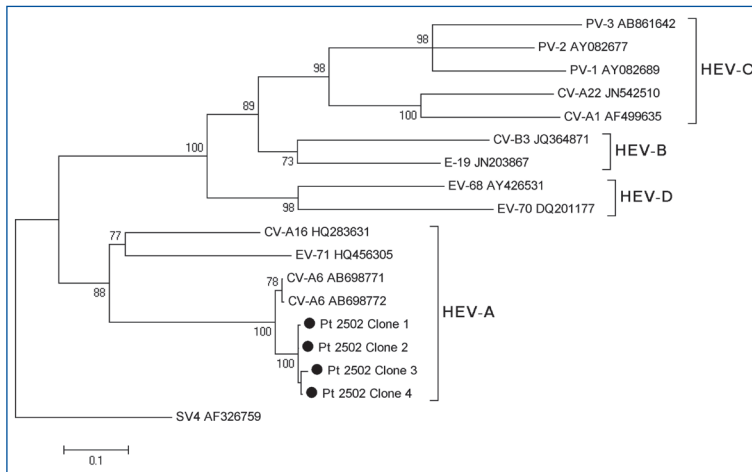 PV-3 AB861642
98
PV-2 AY082677
98
PV-1 AY082689
HEV-C
CV-A22 JN542510
89
100
CV-A1 AF499635
CV-B3 JQ364871
100
HEV-B
73
E-19 JN203867
EV-68 AY426531
HEV-D
98
EV-70 DQ201177
CV-A16 HQ283631
77
EV-71 HQ456305
CV-A6 AB698771
78
88
CV-A6 AB698772
HEV-A
Pt 2502 Clone 1
100
Pt 2502 Clone 2
100
Pt 2502 Clone 3
Pt 2502 Clone 4
SV4 AF326759
0.1